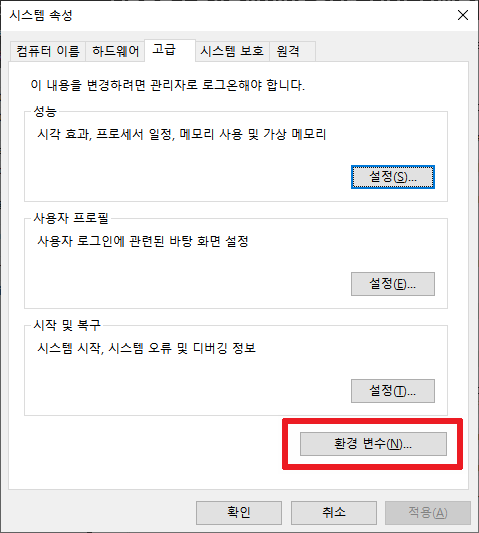 시스템 속성
컴퓨터 이름
하드웨어
고급
시스템 보호
원격
이 내용을 변경하려면 관리자로 로그온해야 합니다.
성능
시각 효과, 프로세서 일정, 메모리 사용 및 가상 메모리
설정(S)...
사용자 프로필
사용자 로그인에 관련된 바탕 화면 설정
설정(E)...
시작 및 복구
시스템 시작, 시스템 오류 및 디버깅 정보
설정(T)...
환경 변수(N)...
확인
취소
적용(A)